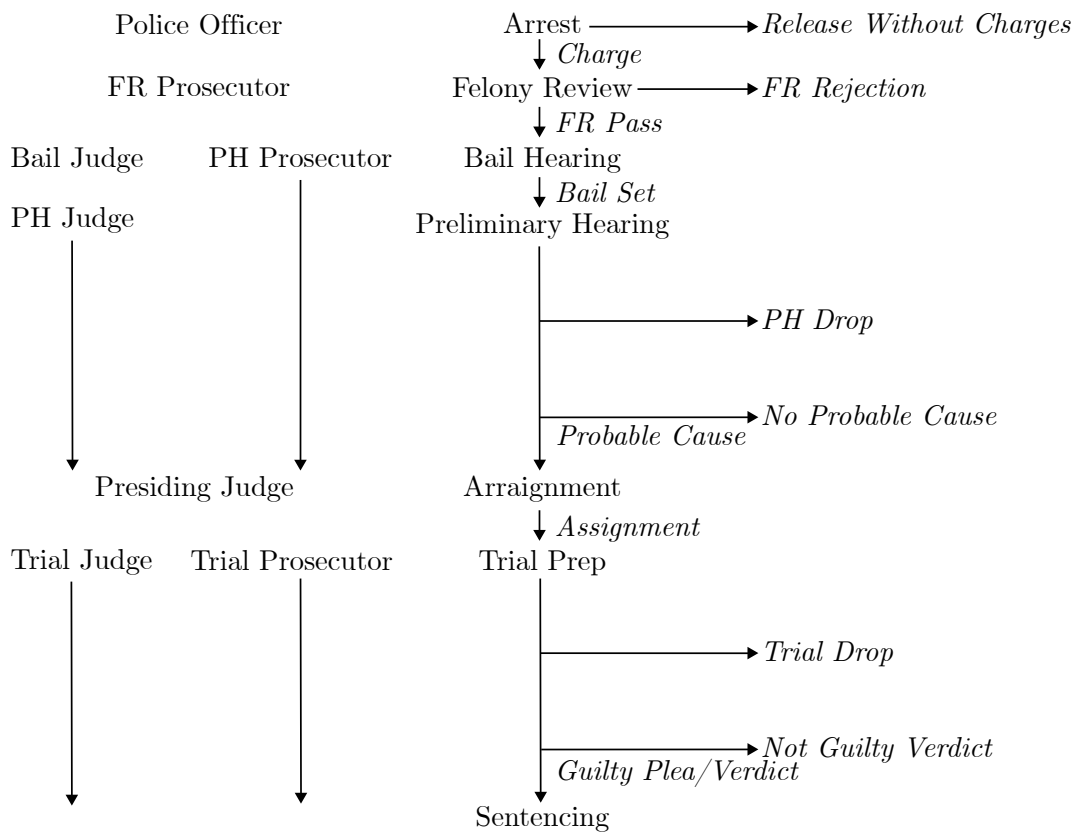 Police Officer Arrest Release Without Charges
Charge
FR Prosecutor Felony Review FR Rejection
FR Pass
Bail Judge PH Prosecutor Bail Hearing
Bail Set
PH Judge Preliminary Hearing
PH Drop
No Probable Cause
Probable Cause
Presiding Judge Arraignment
Assignment
Trial Judge Trial Prosecutor Trial Prep
Trial Drop
Not Guilty Verdict
Guilty Plea/Verdict
Sentencing